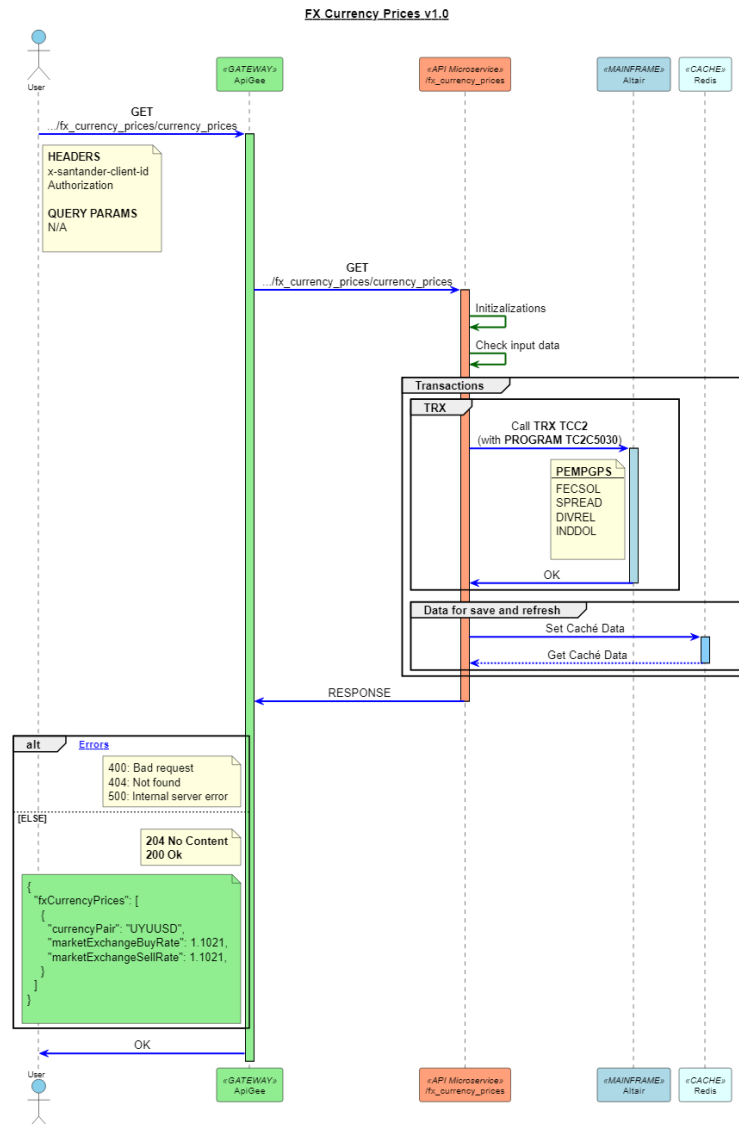 FX Currency Prices v1.0
User
«GATEWAY»
ApiGee
«API Microservice»
/fx_currency_prices
«MAINFRAME»
Altair
«CACHE»
Redis
GET
.../fx_currency_prices/currency_prices
HEADERS
x-santander-client-id
Authorization
QUERY PARAMS
N/A
GET
.../fx_currency_prices/currency_prices
Initizalizations
Check input data
Transactions
TRX
Call TRX TCC2
(with PROGRAM TC2C5030)
PEMPGPS
FECSOL
SPREAD
DIVREL
INDDOL
OK
Data for save and refresh
Set Caché Data
Get Caché Data
RESPONSE
alt
Errors
400: Bad request
404: Not found
500: Internal server error
[ELSE]
204 No Content
200 Ok
{
"fxCurrencyPrices": [
{
"currencyPair": "UYUUSD",
"marketExchangeBuyRate": 1.1021,
"marketExchangeSellRate": 1.1021,
}
]
}
OK
User
«GATEWAY»
ApiGee
«API Microservice»
/fx_currency_prices
«MAINFRAME»
Altair
«CACHE»
Redis